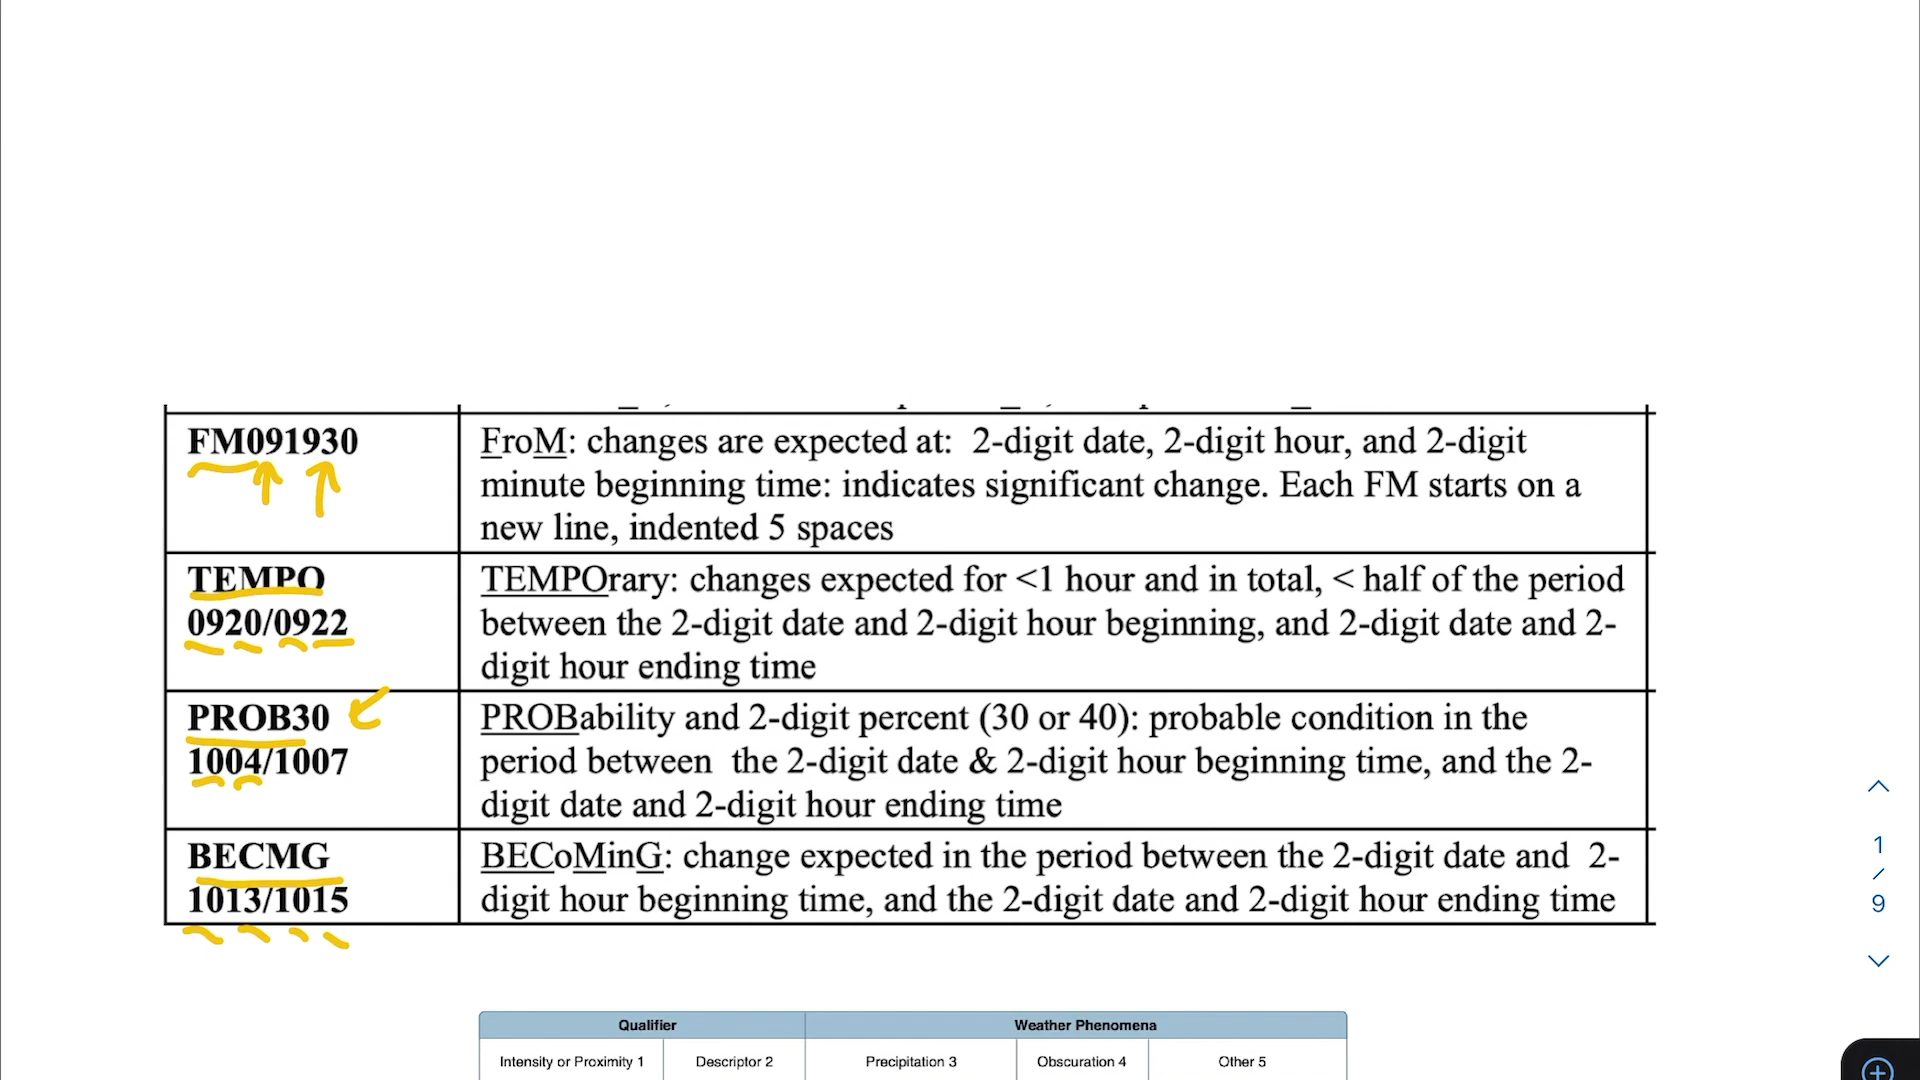 FM091930
FroM: changes are expected at: 2-digit date, 2-digit hour, and 2-digit
minute beginning time: indicates significant change. Each FM starts on a
new line, indented 5 spaces
TEMPO
0920/0922
TEMPOrary: changes expected for <1 hour and in total, < half of the period
between the 2-digit date and 2-digit hour beginning, and 2-digit date and 2-
digit hour ending time
PROB30
1004/1007
PROBability and 2-digit percent (30 or 40): probable condition in the
period between the 2-digit date & 2-digit hour beginning time, and the 2-
digit date and 2-digit hour ending time
BECMG
1013/1015
BECoMinG: change expected in the period between the 2-digit date and 2-
digit hour beginning time, and the 2-digit date and 2-digit hour ending time
1
/
9
Qualifier
Weather Phenomena
Intensity or Proximity 1
Descriptor 2
Precipitation 3
Obscuration 4
Other 5